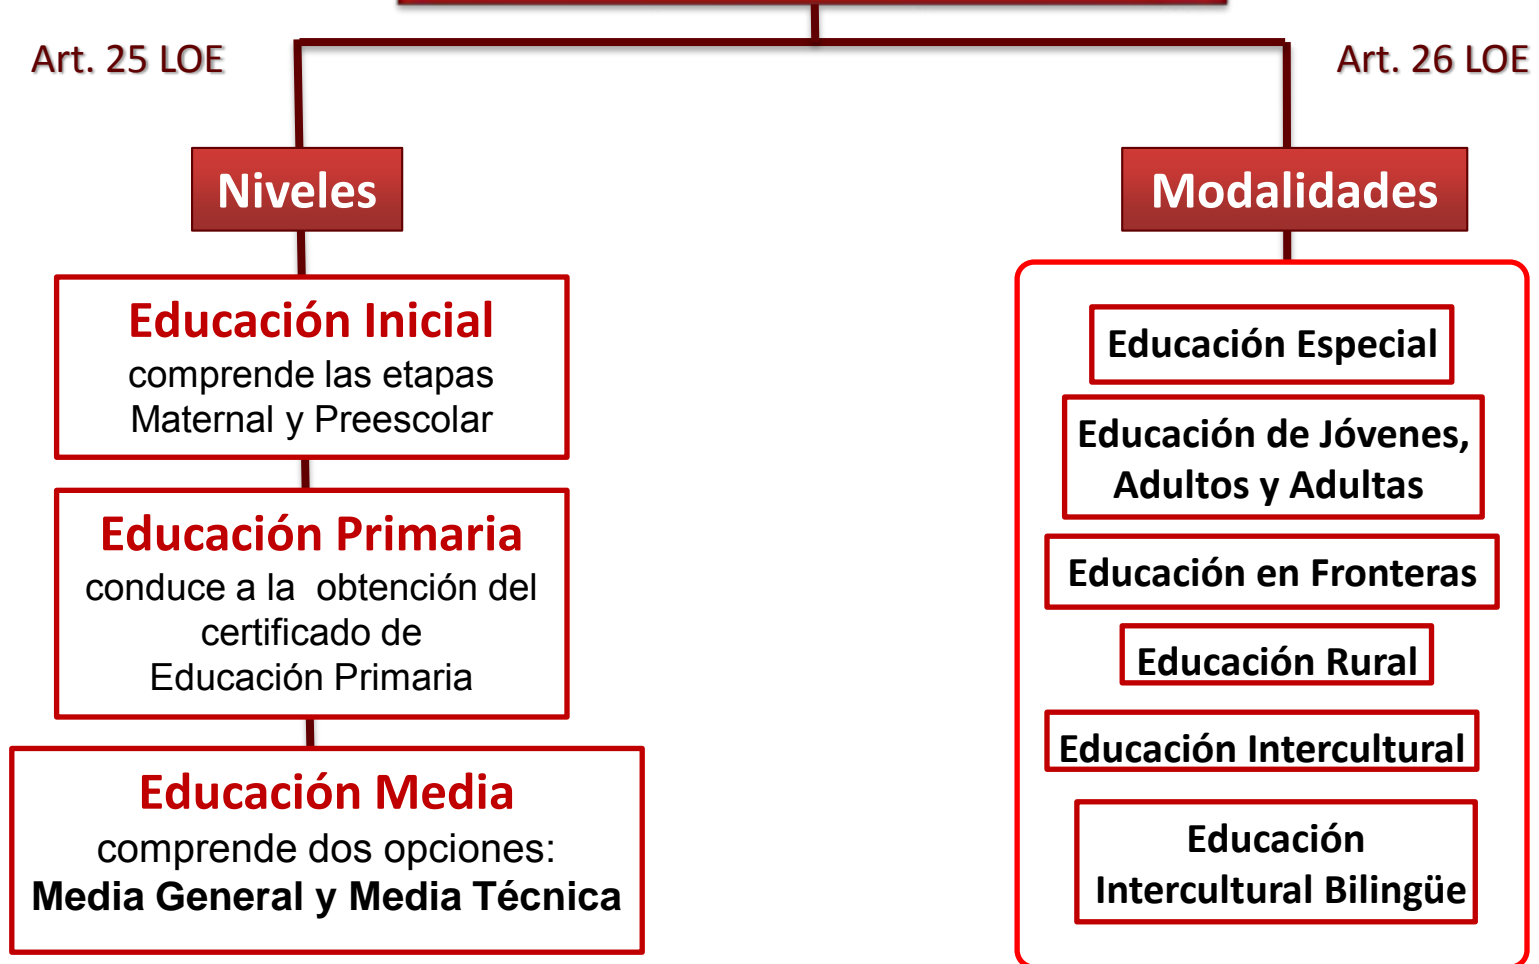 Art. 25 LOE
Art. 26 LOE
Niveles
Educación Inicial
comprende las etapas
Maternal y Preescolar
Educación Primaria
conduce a la obtención del
certificado de
Educación Primaria
Educación Media
comprende dos opciones:
Media General y Media Técnica
Modalidades
Educación Especial
Educación de Jóvenes,
Adultos y Adultas
Educación en Fronteras
Educación Rural
Educación Intercultural
Educación
Intercultural Bilingüe